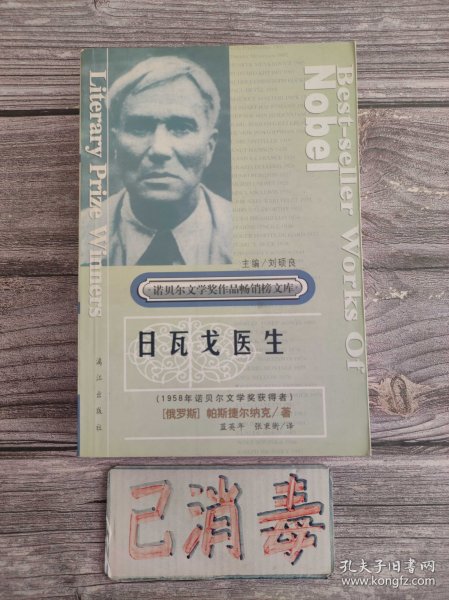 Best-seller Works Of
Nobel
Literary Prize Winners
主编/刘硕良
·诺贝尔文学奖作品畅销榜文库·
日瓦戈医生
(1958年诺贝尔文学奖获得者)
[俄罗斯] 帕斯捷尔纳克/著
蓝英年 张秉衡/译
漓江出版社
已消毒
孔夫子旧书网
www.kongfz.com